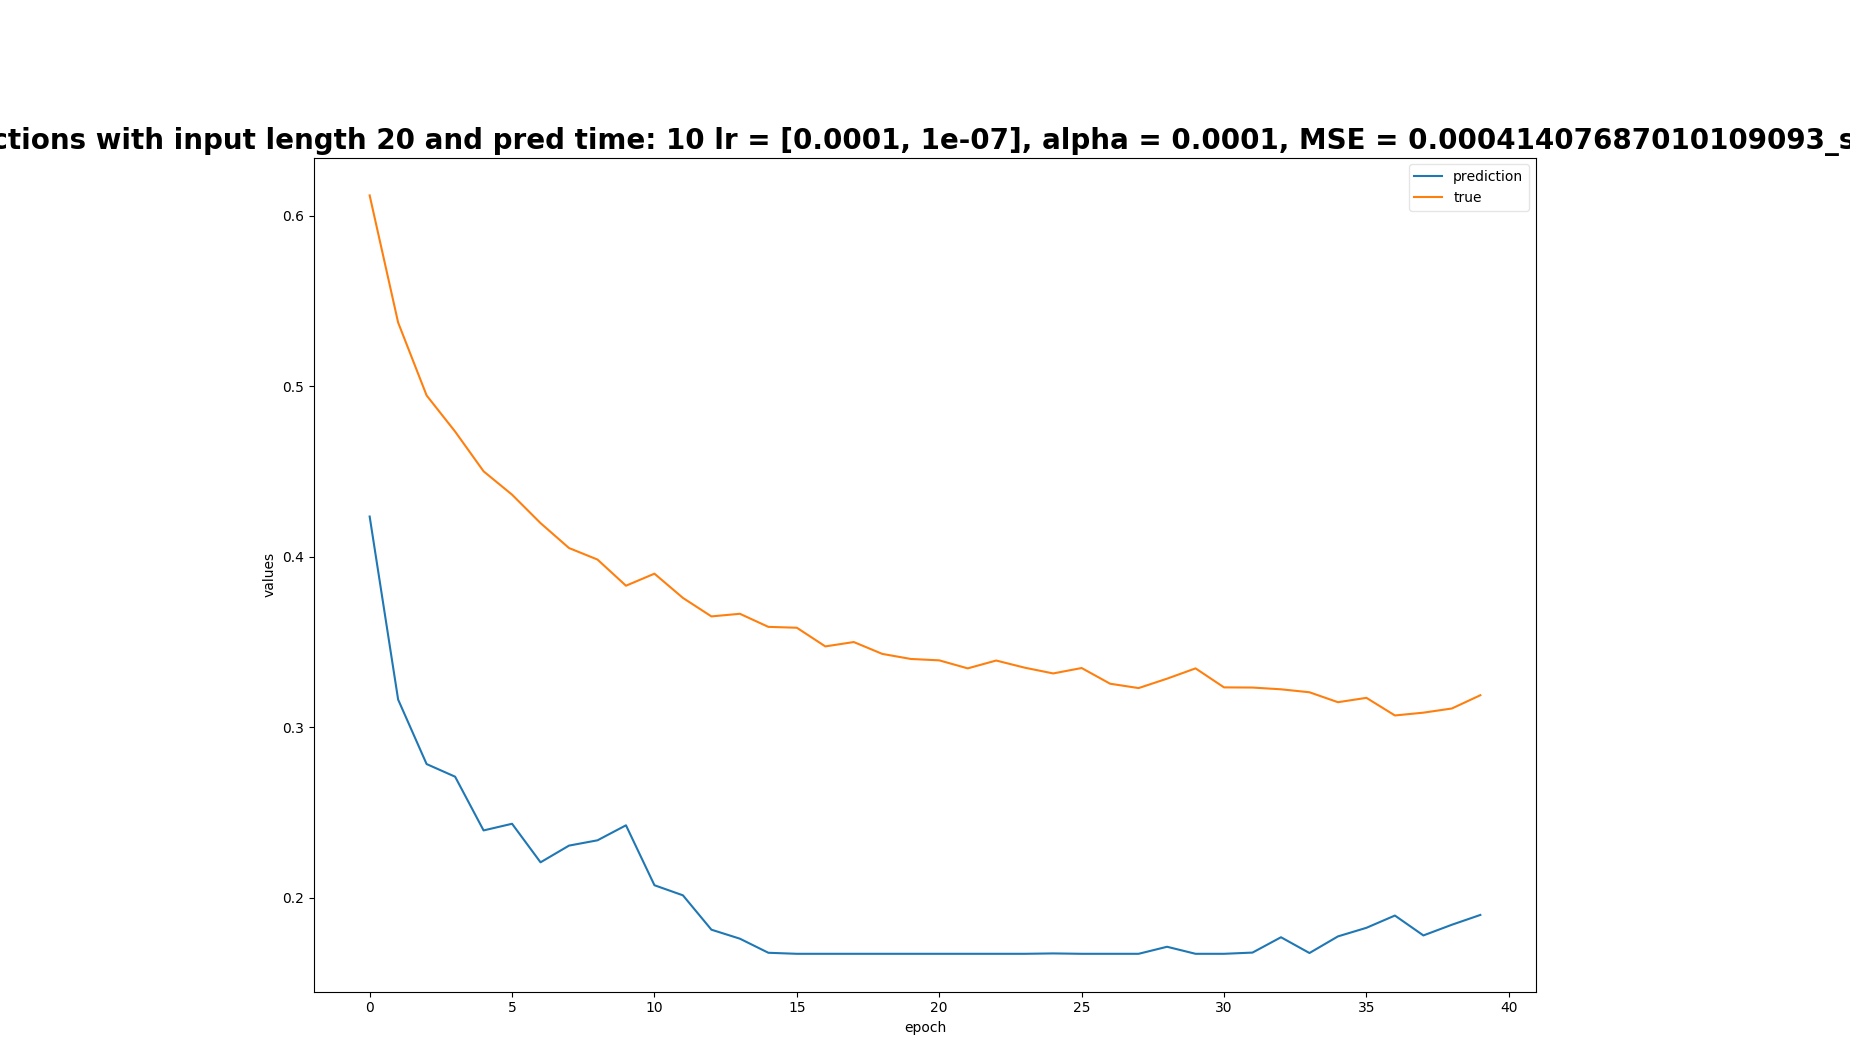 ctions with input length 20 and pred time: 10 lr = [0.0001, 1e-07], alpha = 0.0001, MSE = 0.00041407687010109093_s
prediction
true
0.6
0.5
0.4
0.3
0.2
values
0 5 10 15 20 25 30 35 40
epoch